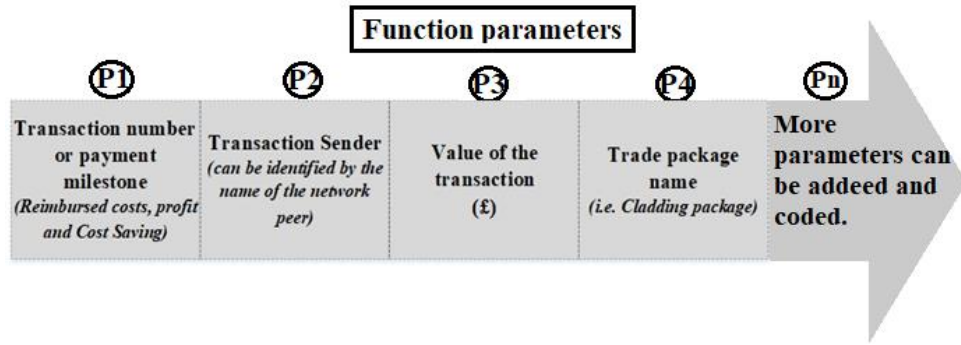 Function parameters
P1
P2
P3
P4
Pn
Transaction number
or payment
milestone
(Reimbursed costs, profit
and Cost Saving)
Transaction Sender
(can be identified by the
name of the network
peer)
Value of the
transaction
(£)
Trade package
name
(i.e. Cladding package)
More
parameters can
be addeed and
coded.